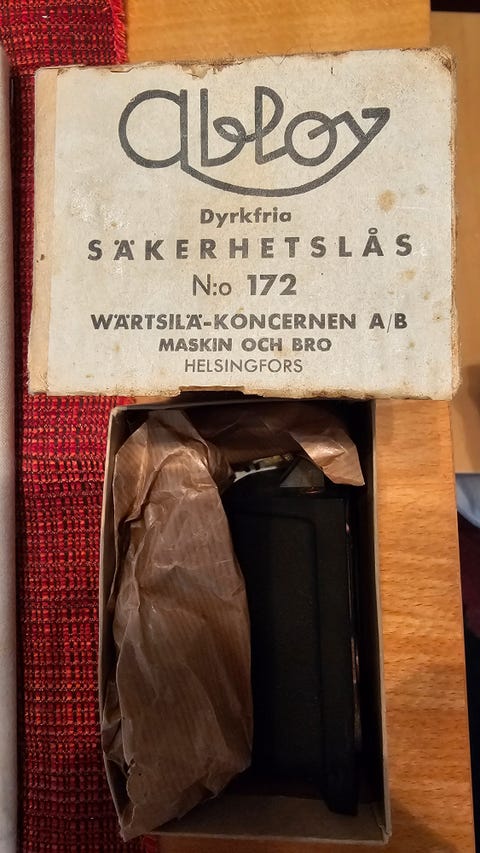 abloy
Dyrkfria
SÄKERHETSLÅS
N:o 172
WÄRTSILÄ-KONCERNEN A/B
MASKIN OCH BRO
HELSINGFORS